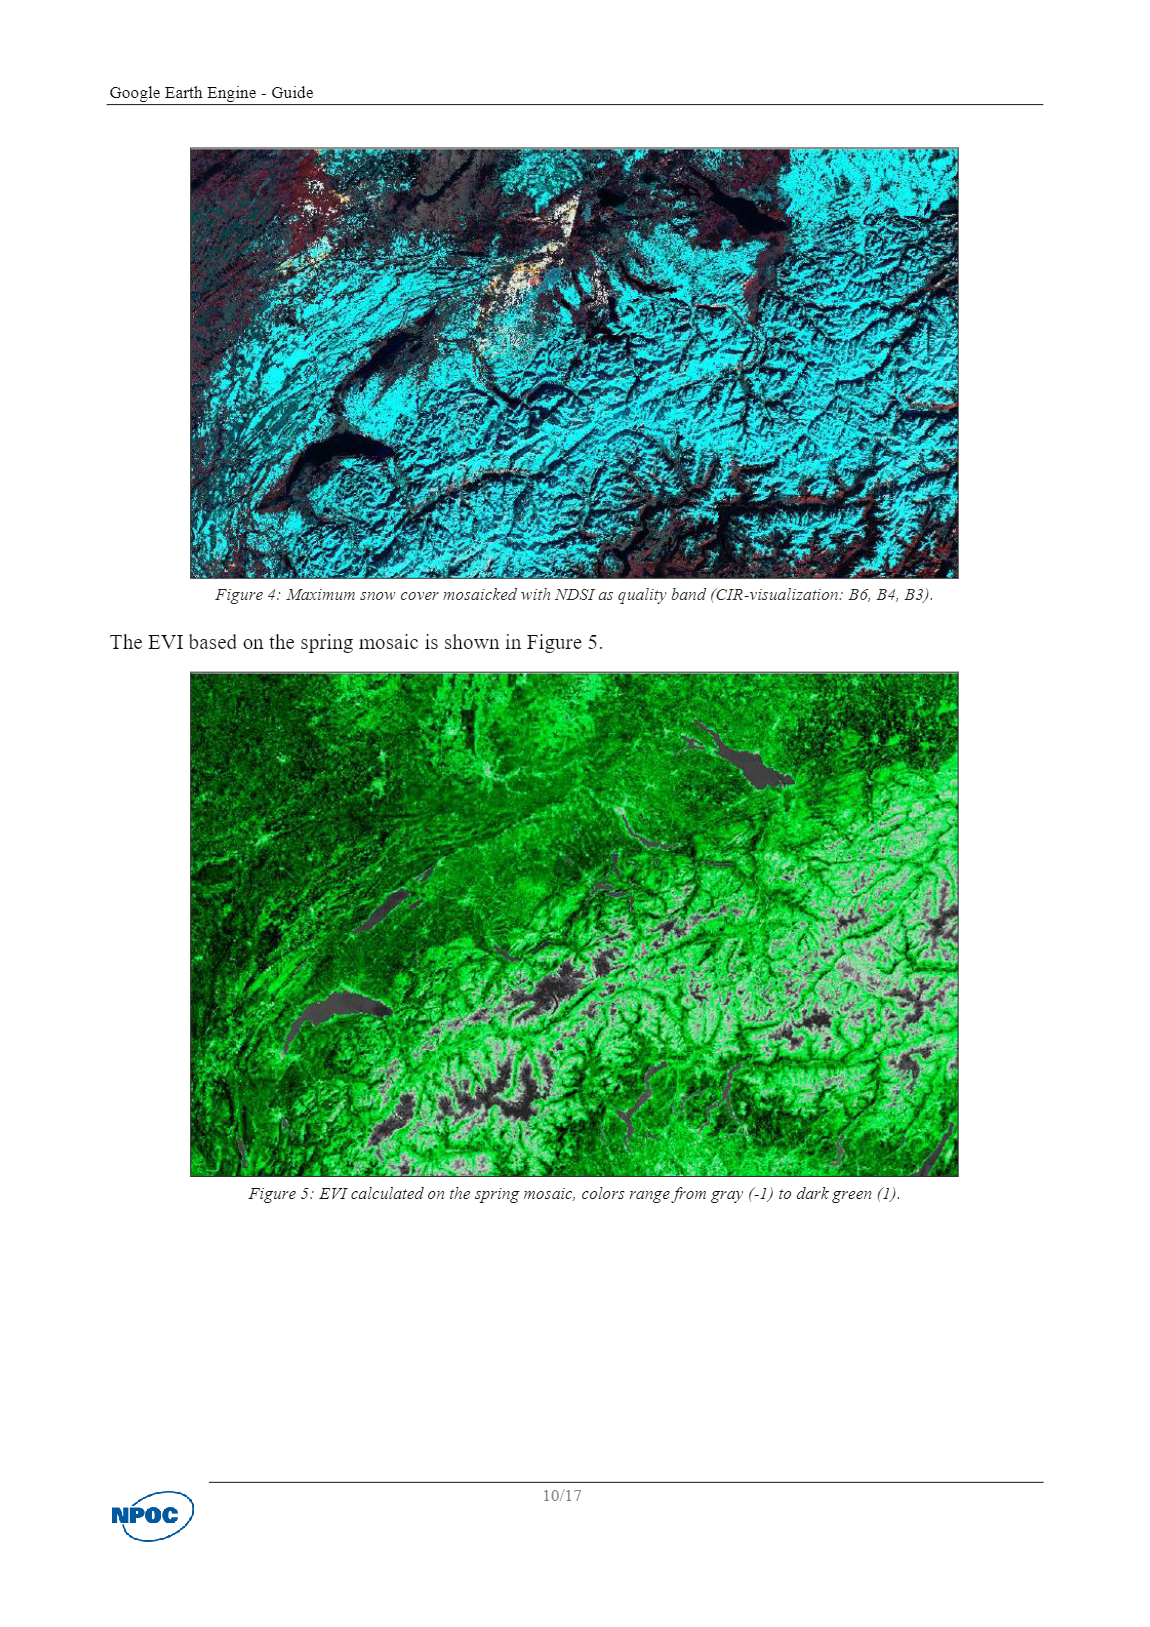 Google Earth Engine - Guide
Figure 4: Maximum snow cover mosaicked with NDSI as quality band (CIR-visualization: B6, B4, B3).
The EVI based on the spring mosaic is shown in Figure 5.
Figure 5: EVI calculated on the spring mosaic, colors range from gray (-1) to dark green (1).
10/17
NPOC